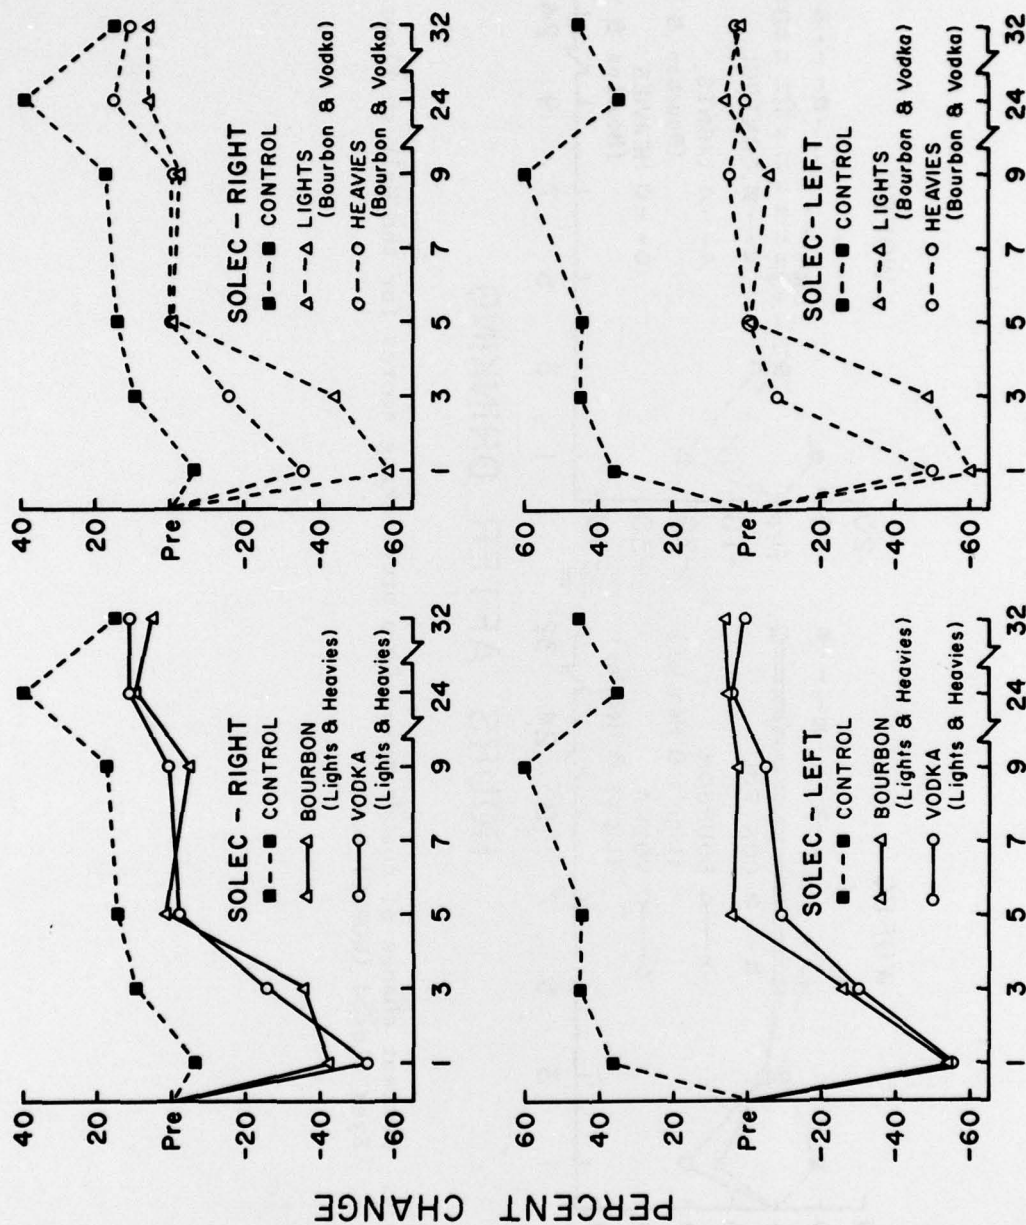 PERCENT CHANGE
40
20
Pre
-20
-40
-60
SOLEC-RIGHT
CONTROL
BOURBON
(Lights & Heavies)
VODKA
(Lights & Heavies)
1 3 5 7 9 24 32
40
20
Pre
-20
-40
-60
SOLEC-RIGHT
CONTROL
LIGHTS
(Bourbon & Vodka)
HEAVIES
(Bourbon & Vodka)
1 3 5 7 9 24 32
60
40
20
Pre
-20
-40
-60
SOLEC-LEFT
CONTROL
BOURBON
(Lights & Heavies)
VODKA
(Lights & Heavies)
1 3 5 7 9 24 32
60
40
20
Pre
-20
-40
-60
SOLEC-LEFT
CONTROL
LIGHTS
(Bourbon & Vodka)
HEAVIES
(Bourbon & Vodka)
1 3 5 7 9 24 32
HOURS AFTER DRINKING